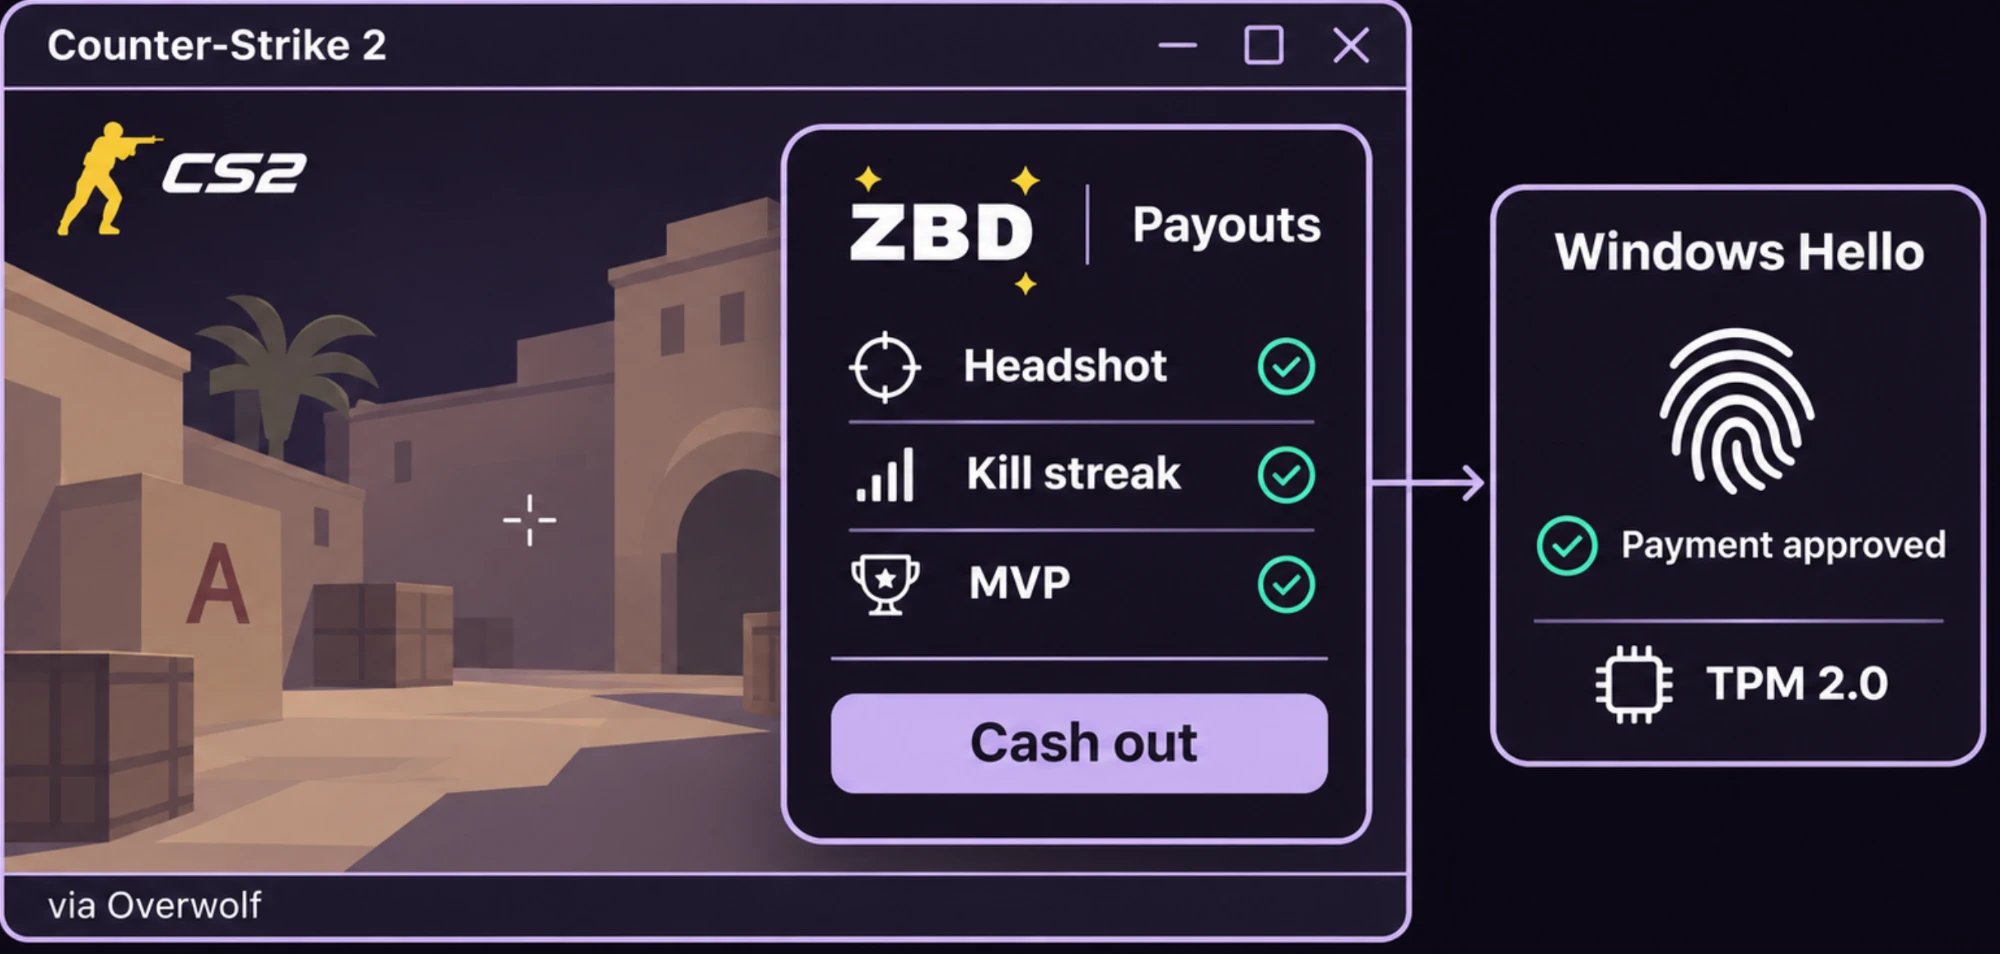 Counter-Strike 2
CS2
ZBD | Payouts
Headshot
Kill streak
MVP
Cash out
A
via Overwolf
Windows Hello
Payment approved
TPM 2.0